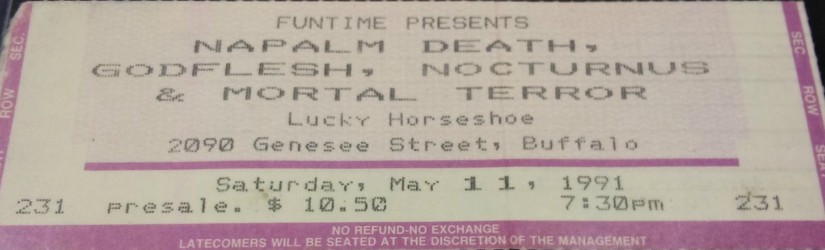 FUNTIME PRESENTS
NAPALM DEATH,
GODFLESH, NOCTURNUS
& MORTAL TERROR
Lucky Horseshoe
2090 Genesee Street, Buffalo
Saturday, May 11, 1991
231 presale. $ 10.50 7:30pm 231
NO REFUND-NO EXCHANGE
LATECOMERS WILL BE SEATED AT THE DISCRETION OF THE MANAGEMENT
SEC.
ROW
SEC.
ROW